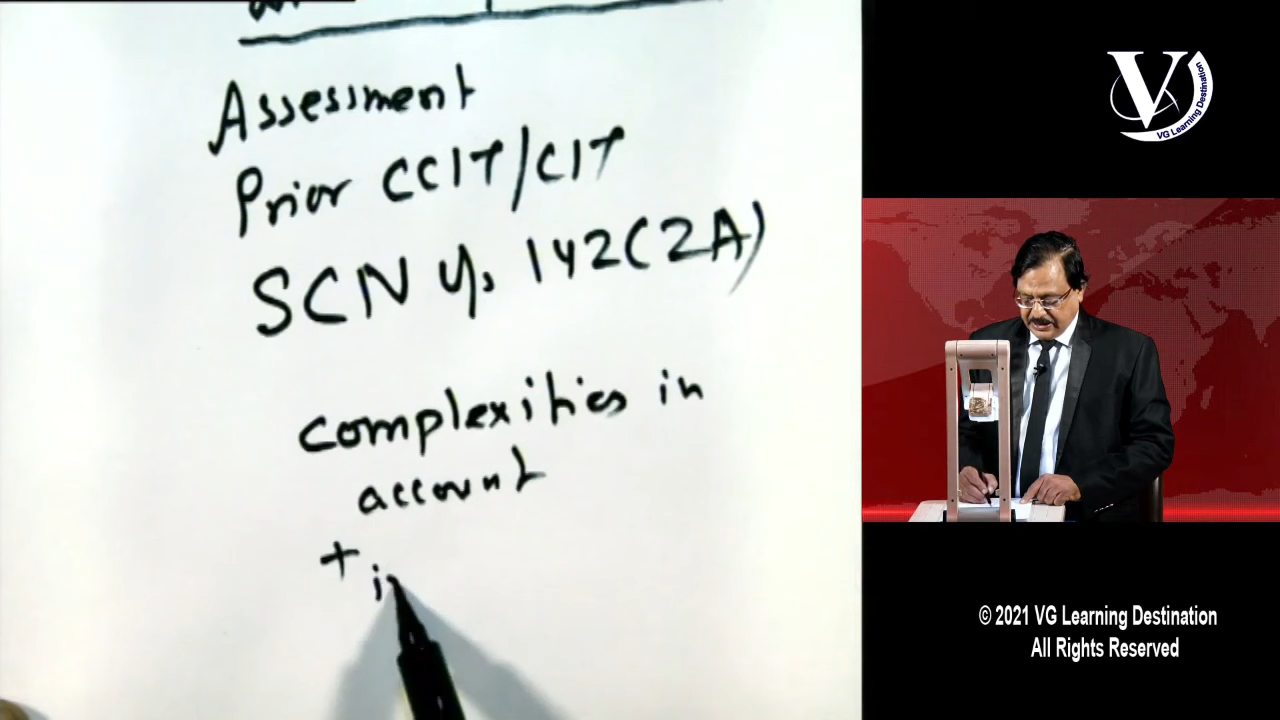 Assessment
Prior CCIT/CIT
SCN u/s 142(2A)
complexities in
account
+ i
V
VG Learning Destination
© 2021 VG Learning Destination
All Rights Reserved